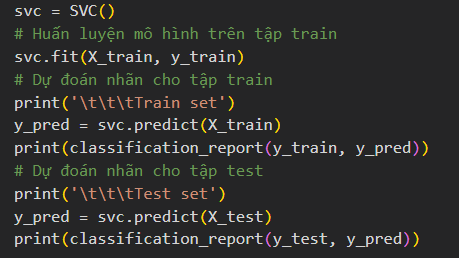 svc = SVC()
# Huấn luyện mô hình trên tập train
svc.fit(X_train, y_train)
# Dự đoán nhãn cho tập train
print('\t\t\tTrain set')
y_pred = svc.predict(X_train)
print(classification_report(y_train, y_pred))
# Dự đoán nhãn cho tập test
print('\t\t\tTest set')
y_pred = svc.predict(X_test)
print(classification_report(y_test, y_pred))